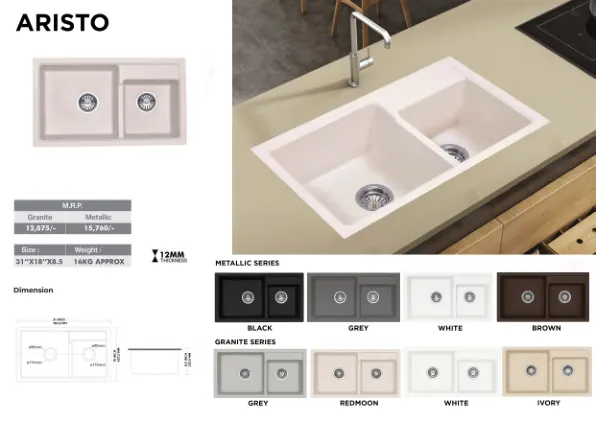 ARISTO
M.R.P.
Granite Metallic
12,875/- 15,760/-
Size : Weight :
31"X18"X8.5 16KG APPROX
12MM
THICKNESS
Dimension
METALLIC SERIES
BLACK GREY WHITE BROWN
GRANITE SERIES
GREY REDMOON WHITE IVORY